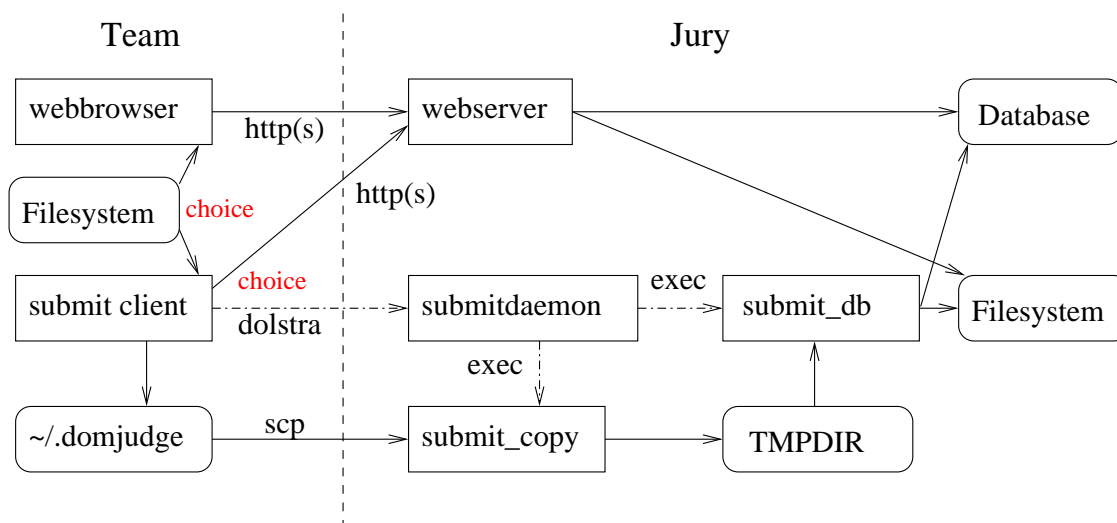 Team
Jury
webbrowser
http(s)
webserver
Database
Filesystem
choice
http(s)
submit client
choice
dolstra
submitdaemon
exec
submit_db
Filesystem
exec
~/.domjudge
scp
submit_copy
TMPDIR